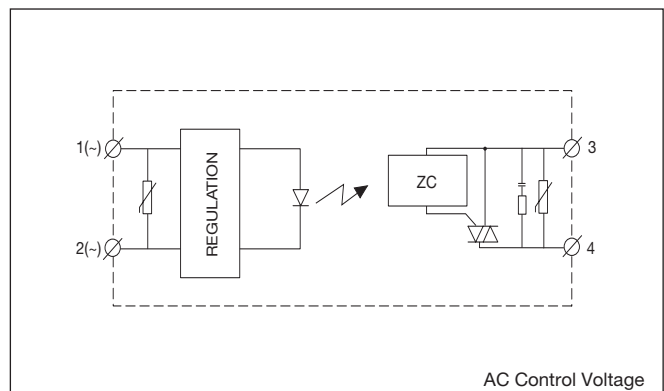 1(~)
3
REGULATION
ZC
2(~)
4
AC Control Voltage